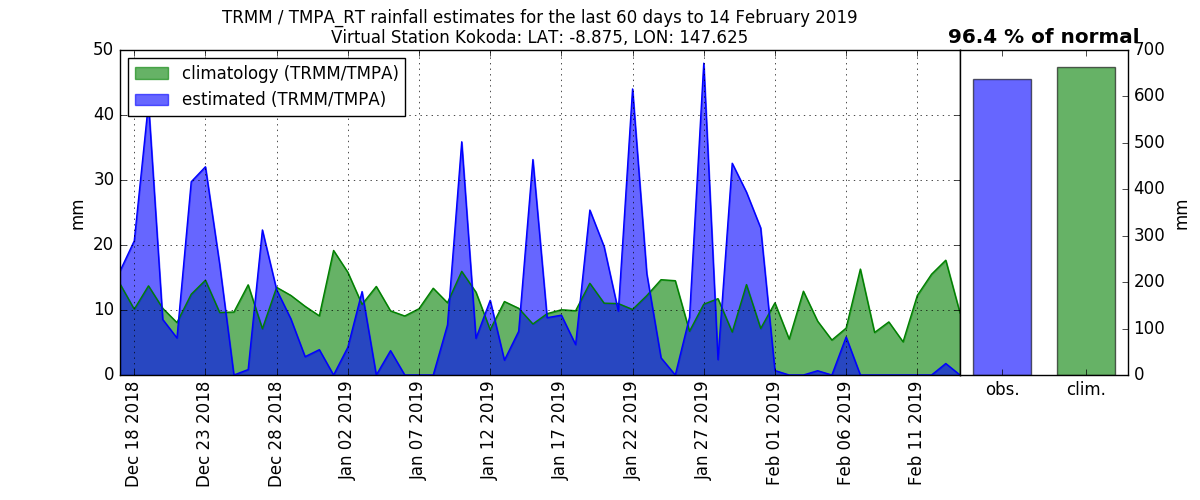 TRMM / TMPA_RT rainfall estimates for the last 60 days to 14 February 2019
Virtual Station Kokoda: LAT: -8.875, LON: 147.625
96.4 % of normal
climatology (TRMM/TMPA)
estimated (TRMM/TMPA)
50
40
30
20
10
0
mm
700
600
500
400
300
200
100
0
mm
Dec 18 2018
Dec 23 2018
Dec 28 2018
Jan 02 2019
Jan 07 2019
Jan 12 2019
Jan 17 2019
Jan 22 2019
Jan 27 2019
Feb 01 2019
Feb 06 2019
Feb 11 2019
obs.
clim.